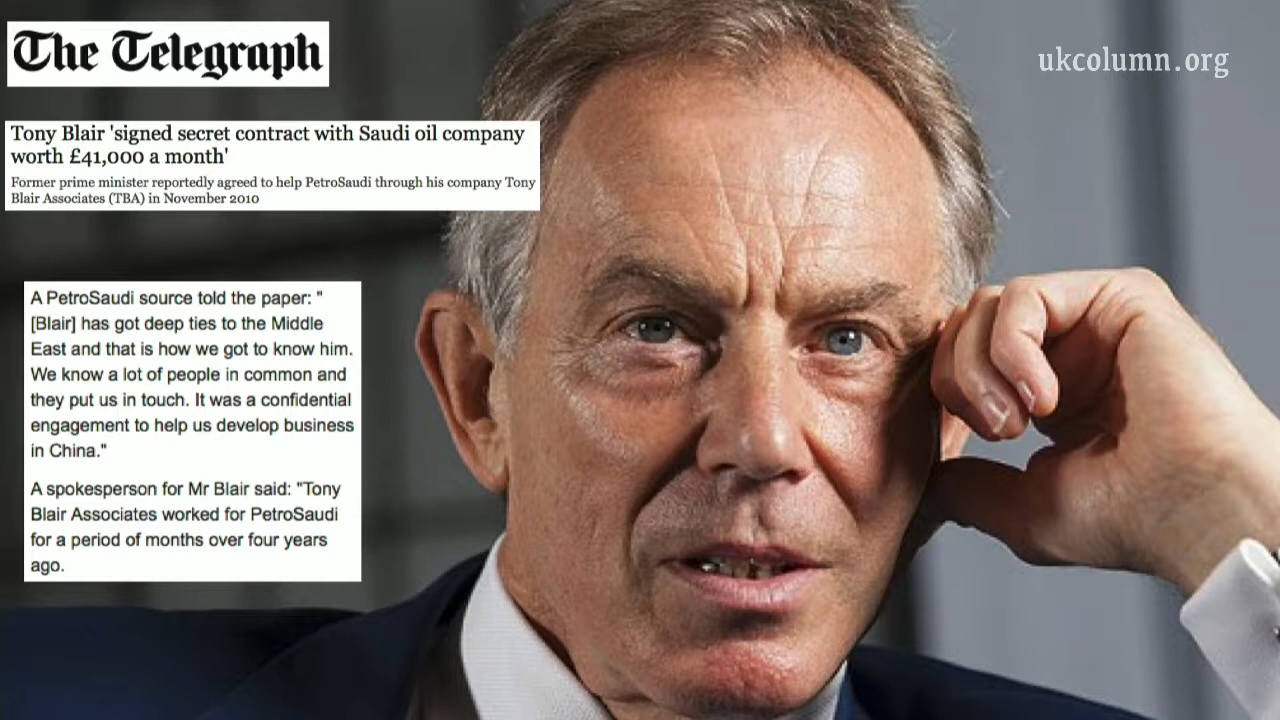 The Telegraph
ukcolumn.org
Tony Blair 'signed secret contract with Saudi oil company
worth £41,000 a month'
Former prime minister reportedly agreed to help PetroSaudi through his company Tony
Blair Associates (TBA) in November 2010
A PetroSaudi source told the paper: "
[Blair] has got deep ties to the Middle
East and that is how we got to know him.
We know a lot of people in common and
they put us in touch. It was a confidential
engagement to help us develop business
in China."
A spokesperson for Mr Blair said: "Tony
Blair Associates worked for PetroSaudi
for a period of months over four years
ago.